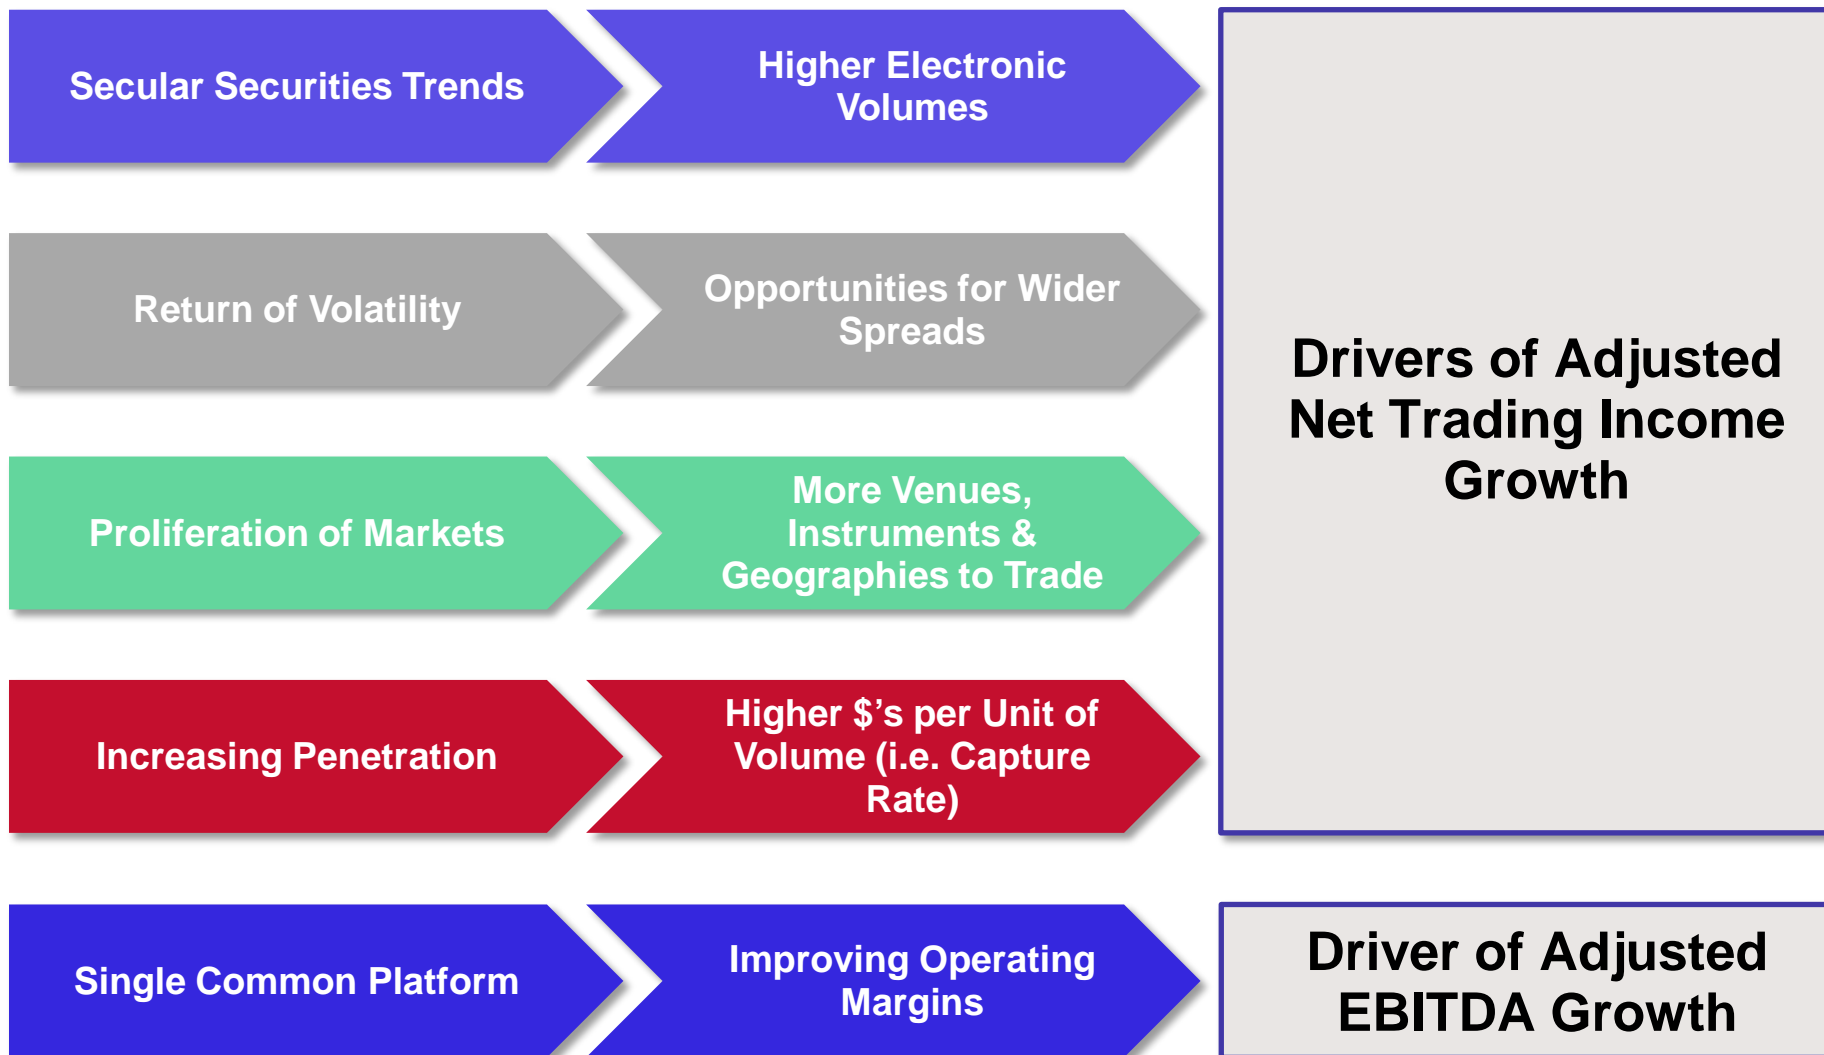 Secular Securities Trends
Higher Electronic
Volumes
Return of Volatility
Opportunities for Wider
Spreads
Proliferation of Markets
More Venues,
Instruments &
Geographies to Trade
Increasing Penetration
Higher $’s per Unit of
Volume (i.e. Capture
Rate)
Drivers of Adjusted
Net Trading Income
Growth
Single Common Platform
Improving Operating
Margins
Driver of Adjusted
EBITDA Growth